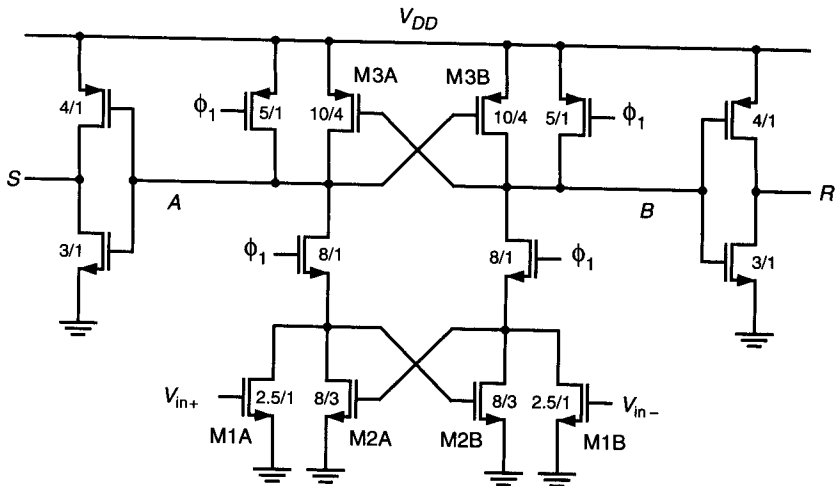 V_DD
M3A M3B
4/1 ϕ₁ 5/1 10/4 10/4 5/1 ϕ₁ 4/1
S A B R
3/1 ϕ₁ 8/1 8/1 ϕ₁ 3/1
V_in+ 2.5/1 8/3 8/3 2.5/1 V_in−
M1A M2A M2B M1B